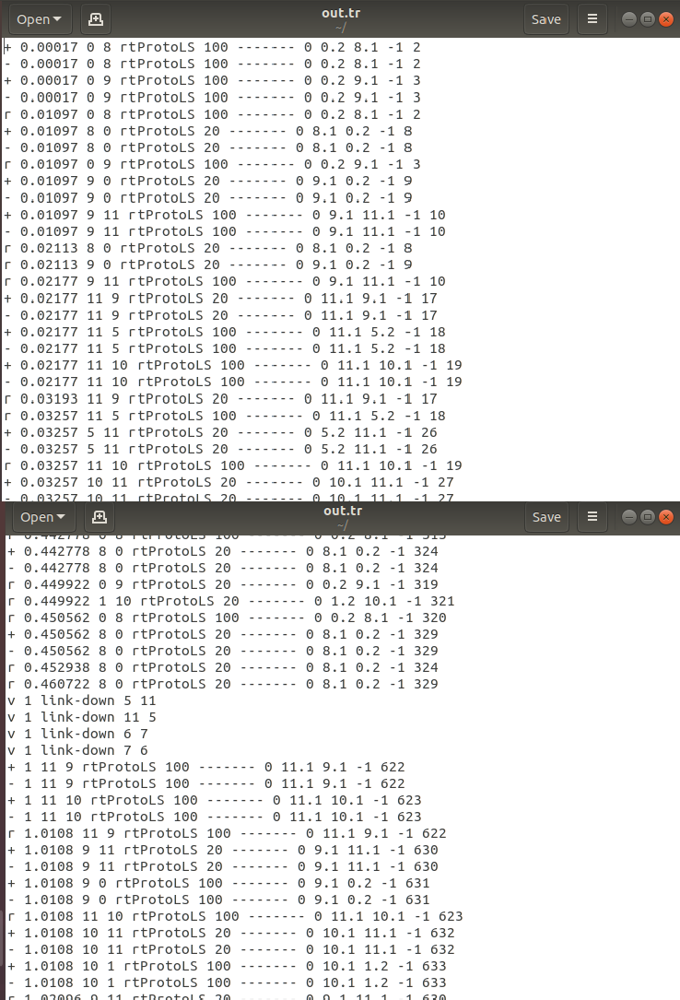 Open
out.tr
~/
Save
+ 0.00017 0 8 rtProtoLS 100 ------- 0 0.2 8.1 -1 2
- 0.00017 0 8 rtProtoLS 100 ------- 0 0.2 8.1 -1 2
+ 0.00017 0 9 rtProtoLS 100 ------- 0 0.2 9.1 -1 3
- 0.00017 0 9 rtProtoLS 100 ------- 0 0.2 9.1 -1 3
r 0.01097 0 8 rtProtoLS 100 ------- 0 0.2 8.1 -1 2
+ 0.01097 8 0 rtProtoLS 20 ------- 0 8.1 0.2 -1 8
- 0.01097 8 0 rtProtoLS 20 ------- 0 8.1 0.2 -1 8
r 0.01097 0 9 rtProtoLS 100 ------- 0 0.2 9.1 -1 3
+ 0.01097 9 0 rtProtoLS 20 ------- 0 9.1 0.2 -1 9
- 0.01097 9 0 rtProtoLS 20 ------- 0 9.1 0.2 -1 9
+ 0.01097 9 11 rtProtoLS 100 ------- 0 9.1 11.1 -1 10
- 0.01097 9 11 rtProtoLS 100 ------- 0 9.1 11.1 -1 10
r 0.02113 8 0 rtProtoLS 20 ------- 0 8.1 0.2 -1 8
r 0.02113 9 0 rtProtoLS 20 ------- 0 9.1 0.2 -1 9
r 0.02177 9 11 rtProtoLS 100 ------- 0 9.1 11.1 -1 10
+ 0.02177 11 9 rtProtoLS 20 ------- 0 11.1 9.1 -1 17
- 0.02177 11 9 rtProtoLS 20 ------- 0 11.1 9.1 -1 17
+ 0.02177 11 5 rtProtoLS 100 ------- 0 11.1 5.2 -1 18
- 0.02177 11 5 rtProtoLS 100 ------- 0 11.1 5.2 -1 18
+ 0.02177 11 10 rtProtoLS 100 ------- 0 11.1 10.1 -1 19
- 0.02177 11 10 rtProtoLS 100 ------- 0 11.1 10.1 -1 19
r 0.03193 11 9 rtProtoLS 20 ------- 0 11.1 9.1 -1 17
r 0.03257 11 5 rtProtoLS 100 ------- 0 11.1 5.2 -1 18
+ 0.03257 5 11 rtProtoLS 20 ------- 0 5.2 11.1 -1 26
- 0.03257 5 11 rtProtoLS 20 ------- 0 5.2 11.1 -1 26
r 0.03257 11 10 rtProtoLS 100 ------- 0 11.1 10.1 -1 19
+ 0.03257 10 11 rtProtoLS 20 ------- 0 10.1 11.1 -1 27
- 0.03257 10 11 rtProtoLS 20 ------- 0 10.1 11.1 -1 27
Open
out.tr
~/
Save
r 0.442778 0 8 rtProtoLS 100 ------- 0 0.2 8.1 -1
+ 0.442778 8 0 rtProtoLS 20 ------- 0 8.1 0.2 -1 324
- 0.442778 8 0 rtProtoLS 20 ------- 0 8.1 0.2 -1 324
r 0.449922 0 9 rtProtoLS 20 ------- 0 0.2 9.1 -1 319
r 0.449922 1 10 rtProtoLS 20 ------- 0 1.2 10.1 -1 321
r 0.450562 0 8 rtProtoLS 100 ------- 0 0.2 8.1 -1 320
+ 0.450562 8 0 rtProtoLS 20 ------- 0 8.1 0.2 -1 329
- 0.450562 8 0 rtProtoLS 20 ------- 0 8.1 0.2 -1 329
r 0.452938 8 0 rtProtoLS 20 ------- 0 8.1 0.2 -1 324
r 0.460722 8 0 rtProtoLS 20 ------- 0 8.1 0.2 -1 329
v 1 link-down 5 11
v 1 link-down 11 5
v 1 link-down 6 7
v 1 link-down 7 6
+ 1 11 9 rtProtoLS 100 ------- 0 11.1 9.1 -1 622
- 1 11 9 rtProtoLS 100 ------- 0 11.1 9.1 -1 622
+ 1 11 10 rtProtoLS 100 ------- 0 11.1 10.1 -1 623
- 1 11 10 rtProtoLS 100 ------- 0 11.1 10.1 -1 623
r 1.0108 11 9 rtProtoLS 100 ------- 0 11.1 9.1 -1 622
+ 1.0108 9 11 rtProtoLS 20 ------- 0 9.1 11.1 -1 630
- 1.0108 9 11 rtProtoLS 20 ------- 0 9.1 11.1 -1 630
+ 1.0108 9 0 rtProtoLS 100 ------- 0 9.1 0.2 -1 631
- 1.0108 9 0 rtProtoLS 100 ------- 0 9.1 0.2 -1 631
r 1.0108 11 10 rtProtoLS 100 ------- 0 11.1 10.1 -1 623
+ 1.0108 10 11 rtProtoLS 20 ------- 0 10.1 11.1 -1 632
- 1.0108 10 11 rtProtoLS 20 ------- 0 10.1 11.1 -1 632
+ 1.0108 10 1 rtProtoLS 100 ------- 0 10.1 1.2 -1 633
- 1.0108 10 1 rtProtoLS 100 ------- 0 10.1 1.2 -1 633
r 1.02096 9 11 rtProtoLS 20 ------- 0 9.1 11.1 -1 630